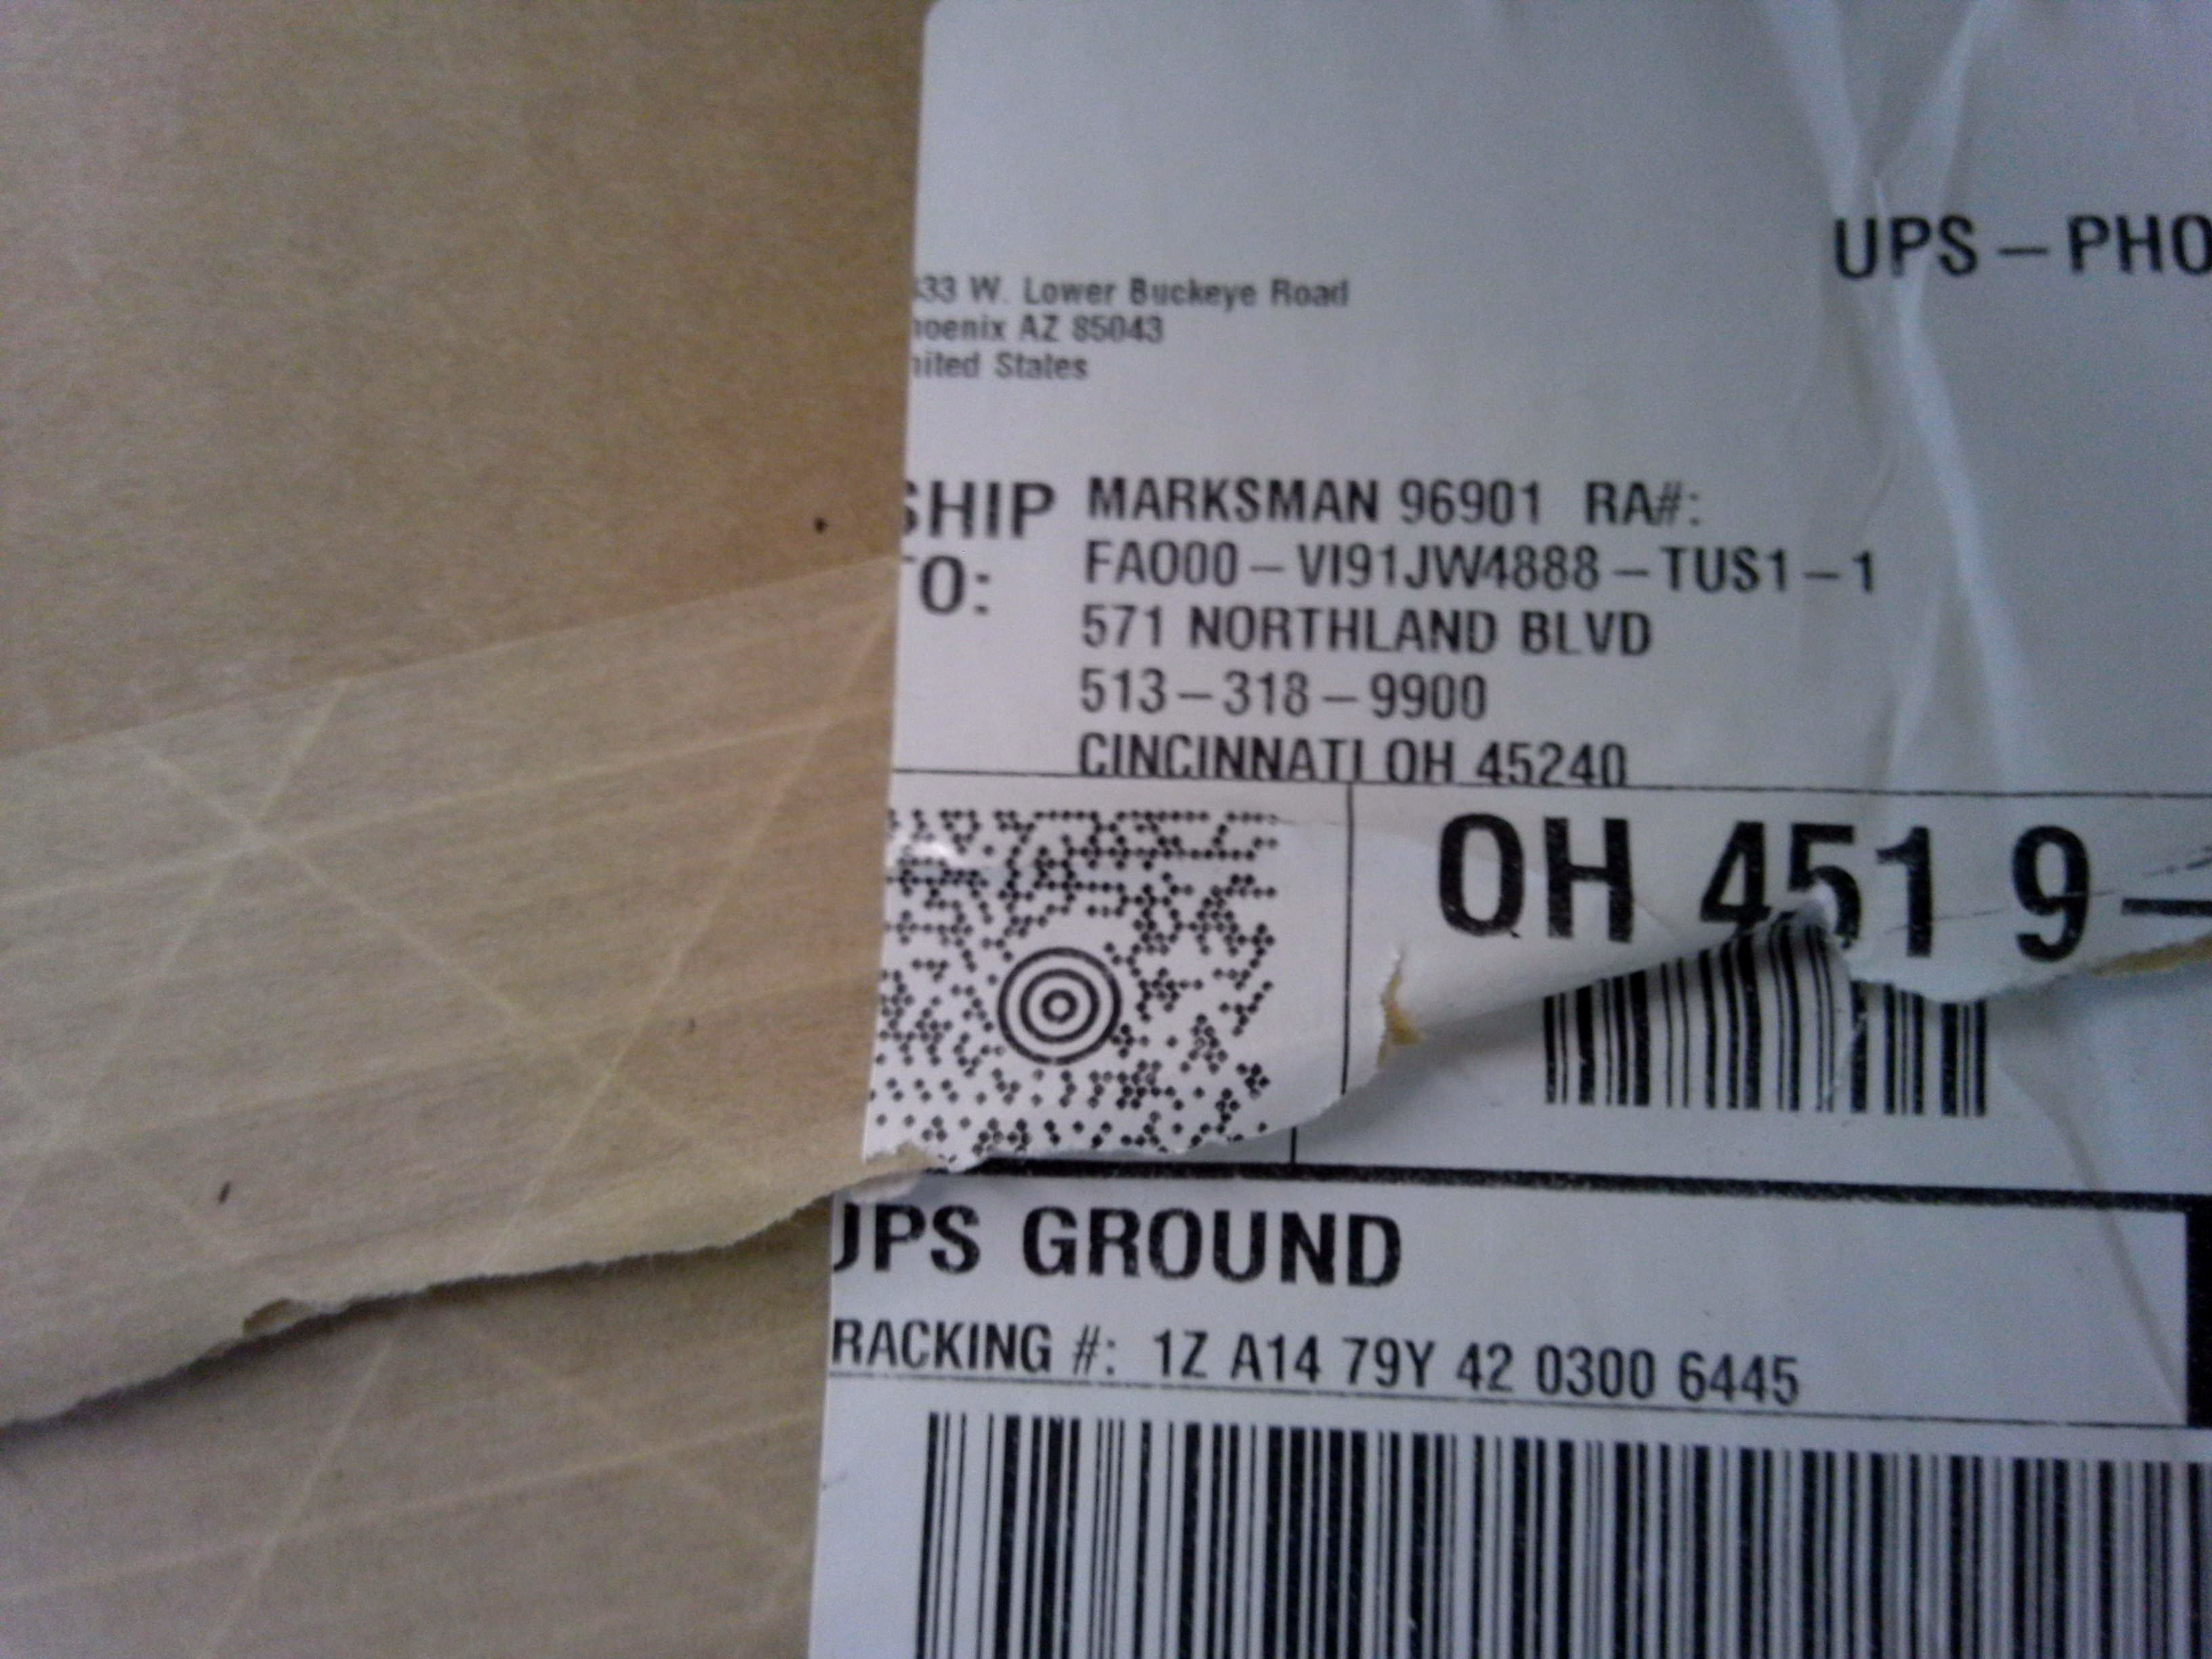 UPS – PHO
33 W. Lower Buckeye Road
hoenix AZ 85043
nited States
SHIP TO:
MARKSMAN 96901 RA#:
FAO00 – VI91JW4888 – TUS1 – 1
571 NORTHLAND BLVD
513 – 318 – 9900
CINCINNATI OH 45240
OH 451 9 –
UPS GROUND
RACKING #: 1Z A14 79Y 42 0300 6445